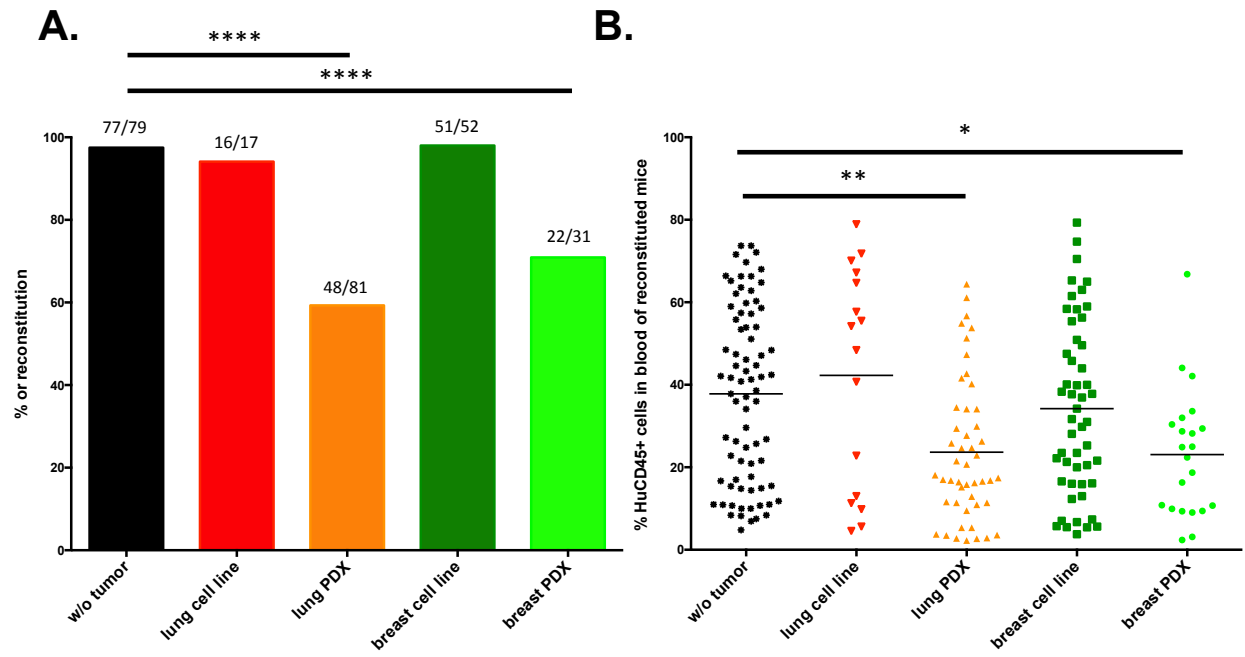 A.
****
****
77/79
16/17
48/81
51/52
22/31
% or reconstitution
100
80
60
40
20
0
w/o tumor
lung cell line
lung PDX
breast cell line
breast PDX
B.
*
**
% HuCD45+ cells in blood of reconstituted mice
100
80
60
40
20
0
w/o tumor
lung cell line
lung PDX
breast cell line
breast PDX